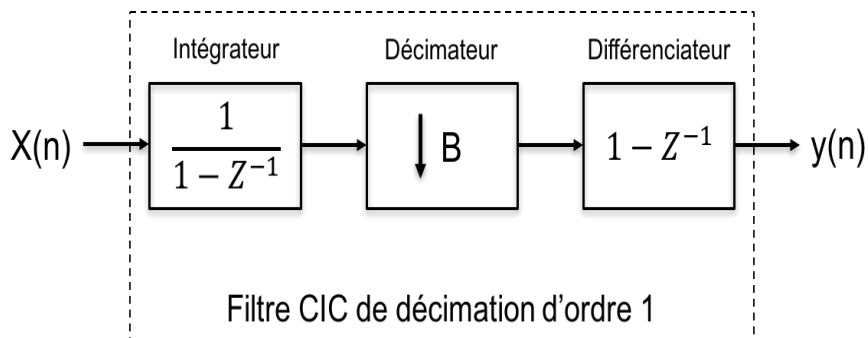 Intégrateur Décimateur Différenciateur
X(n) 1 / 1 − Z⁻¹ ↓ B 1 − Z⁻¹ y(n)
Filtre CIC de décimation d'ordre 1